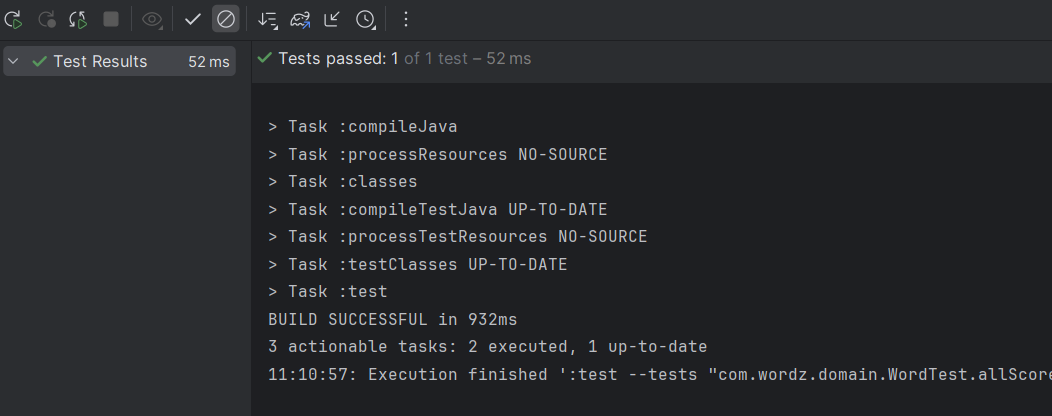 Test Results 52 ms
Tests passed: 1 of 1 test – 52 ms
> Task :compileJava
> Task :processResources NO-SOURCE
> Task :classes
> Task :compileTestJava UP-TO-DATE
> Task :processTestResources NO-SOURCE
> Task :testClasses UP-TO-DATE
> Task :test
BUILD SUCCESSFUL in 932ms
3 actionable tasks: 2 executed, 1 up-to-date
11:10:57: Execution finished ':test --tests "com.wordz.domain.WordTest.allScore